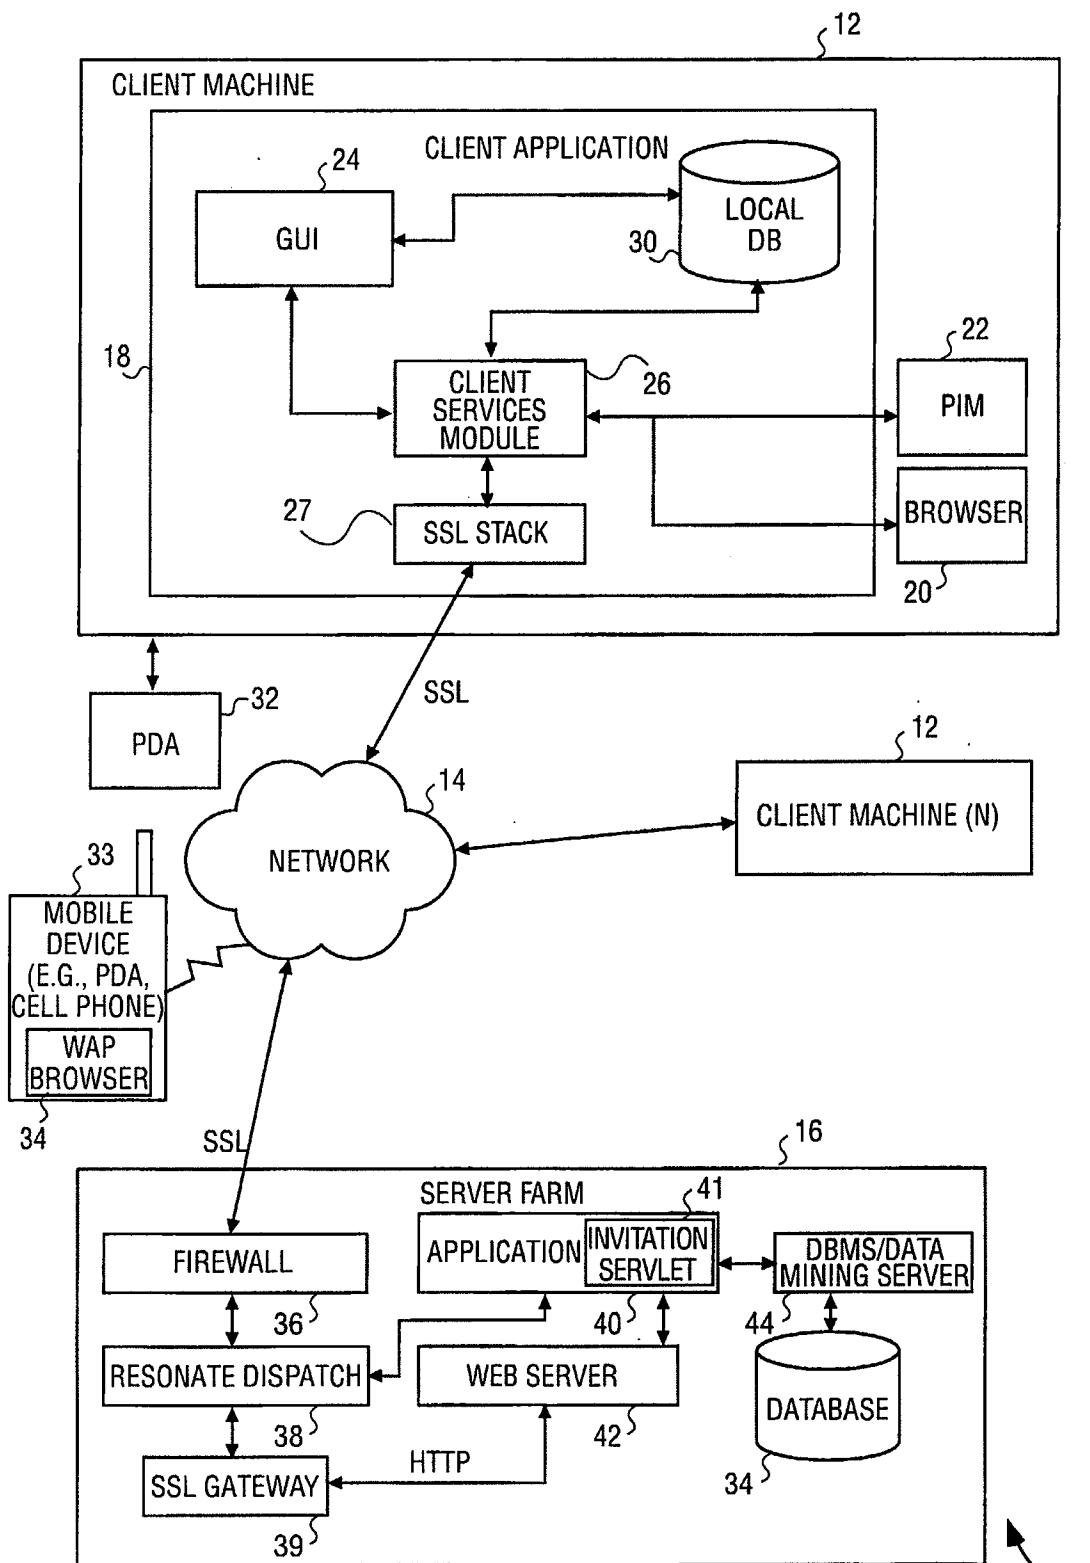 12
CLIENT MACHINE
CLIENT APPLICATION
24
GUI
LOCAL
DB
30
18
CLIENT
SERVICES
MODULE
26
22
PIM
27
SSL STACK
BROWSER
20
SSL
32
PDA
12
CLIENT MACHINE (N)
14
NETWORK
33
MOBILE
DEVICE
(E.G., PDA,
CELL PHONE)
WAP
BROWSER
34
SSL
16
SERVER FARM
41
FIREWALL
36
APPLICATION
INVITATION
SERVLET
40
DBMS/DATA
MINING SERVER
44
RESONATE DISPATCH
38
WEB SERVER
42
DATABASE
34
HTTP
SSL GATEWAY
39